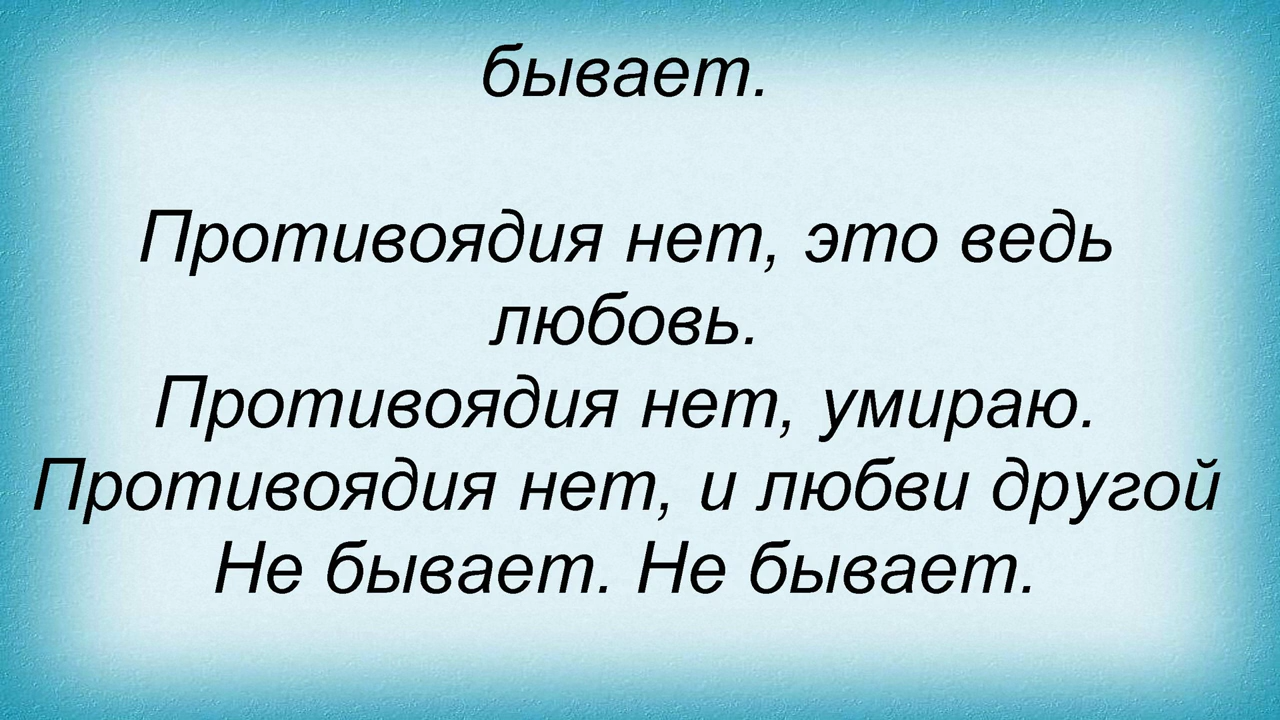 бывает.
Противоядия нет, это ведь
любовь.
Противоядия нет, умираю.
Противоядия нет, и любви другой
Не бывает. Не бывает.